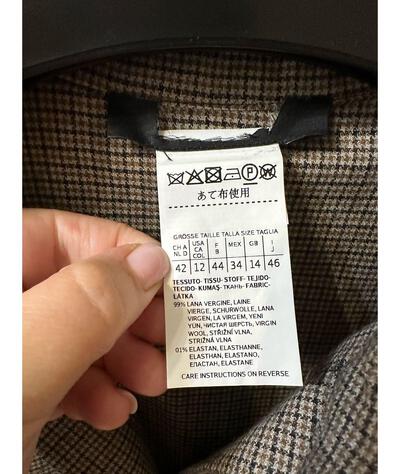 P W
あて布使用
GRÖSSE TAILLE TALLA SIZE TAGLIA
CH A NL D USA CA COL F B MEX GB I J
42 12 44 34 14 46
TESSUTO-TISSU-STOFF-TEJIDO-
TECIDO-KUMAŞ-ТКАНЬ-FABRIC-
LÁTKA
99% LANA VERGINE, LAINE
VIERGE, SCHURWOLLE, LANA
VIRGEN, LA VIRGEM, YENI
YÜN, ЧИСТАЯ ШЕРСТЬ, VIRGIN
WOOL, STŘIŽNÍ VLNA,
STRIŽNÁ VLNA
01% ELASTAN, ELASTHANNE,
ELASTHAN, ELASTANO,
ЕЛАСТАН, ELASTANE
CARE INSTRUCTIONS ON REVERSE